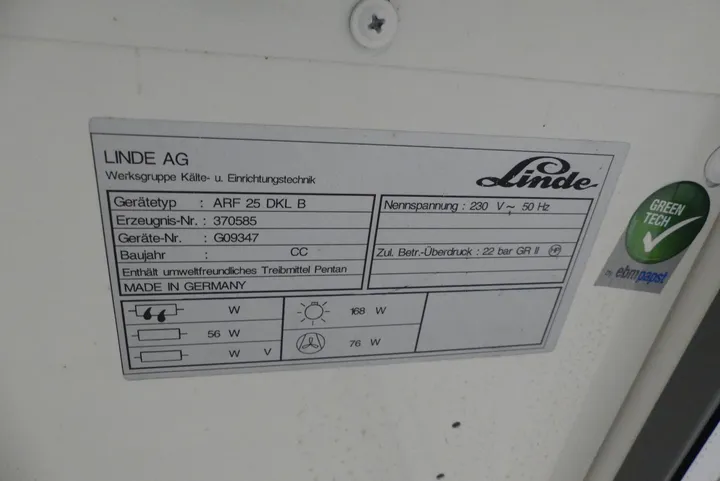 LINDE AG
Werksgruppe Kälte- u. Einrichtungstechnik
Linde
Gerätetyp : ARF 25 DKL B
Erzeugnis-Nr. : 370585
Geräte-Nr. : G09347
Baujahr : CC
Enthält umweltfreundliches Treibmittel Pentan
MADE IN GERMANY
Nennspannung : 230 V ~ 50 Hz
Zul. Betr.-Überdruck : 22 bar GR II HP
W
56 W
W V
168 W
76 W
GREEN
TECH
by ebmpapst